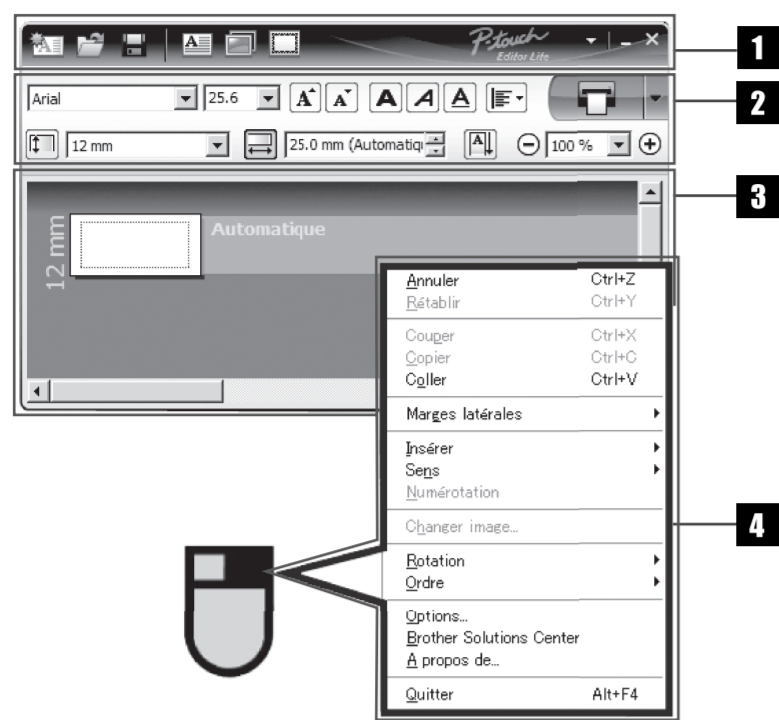 P-touch
Editor Lite
1
Arial 25.6 A A A A A
2
12 mm 25.0 mm (Automatiq A 100 %
3
12 mm
Automatique
Annuler Ctrl+Z
Rétablir Ctrl+Y
Couper Ctrl+X
Copier Ctrl+C
Coller Ctrl+V
Marges latérales
Insérer
Sens
Numérotation
Changer image...
4
Rotation
Ordre
Options...
Brother Solutions Center
A propos de...
Quitter Alt+F4